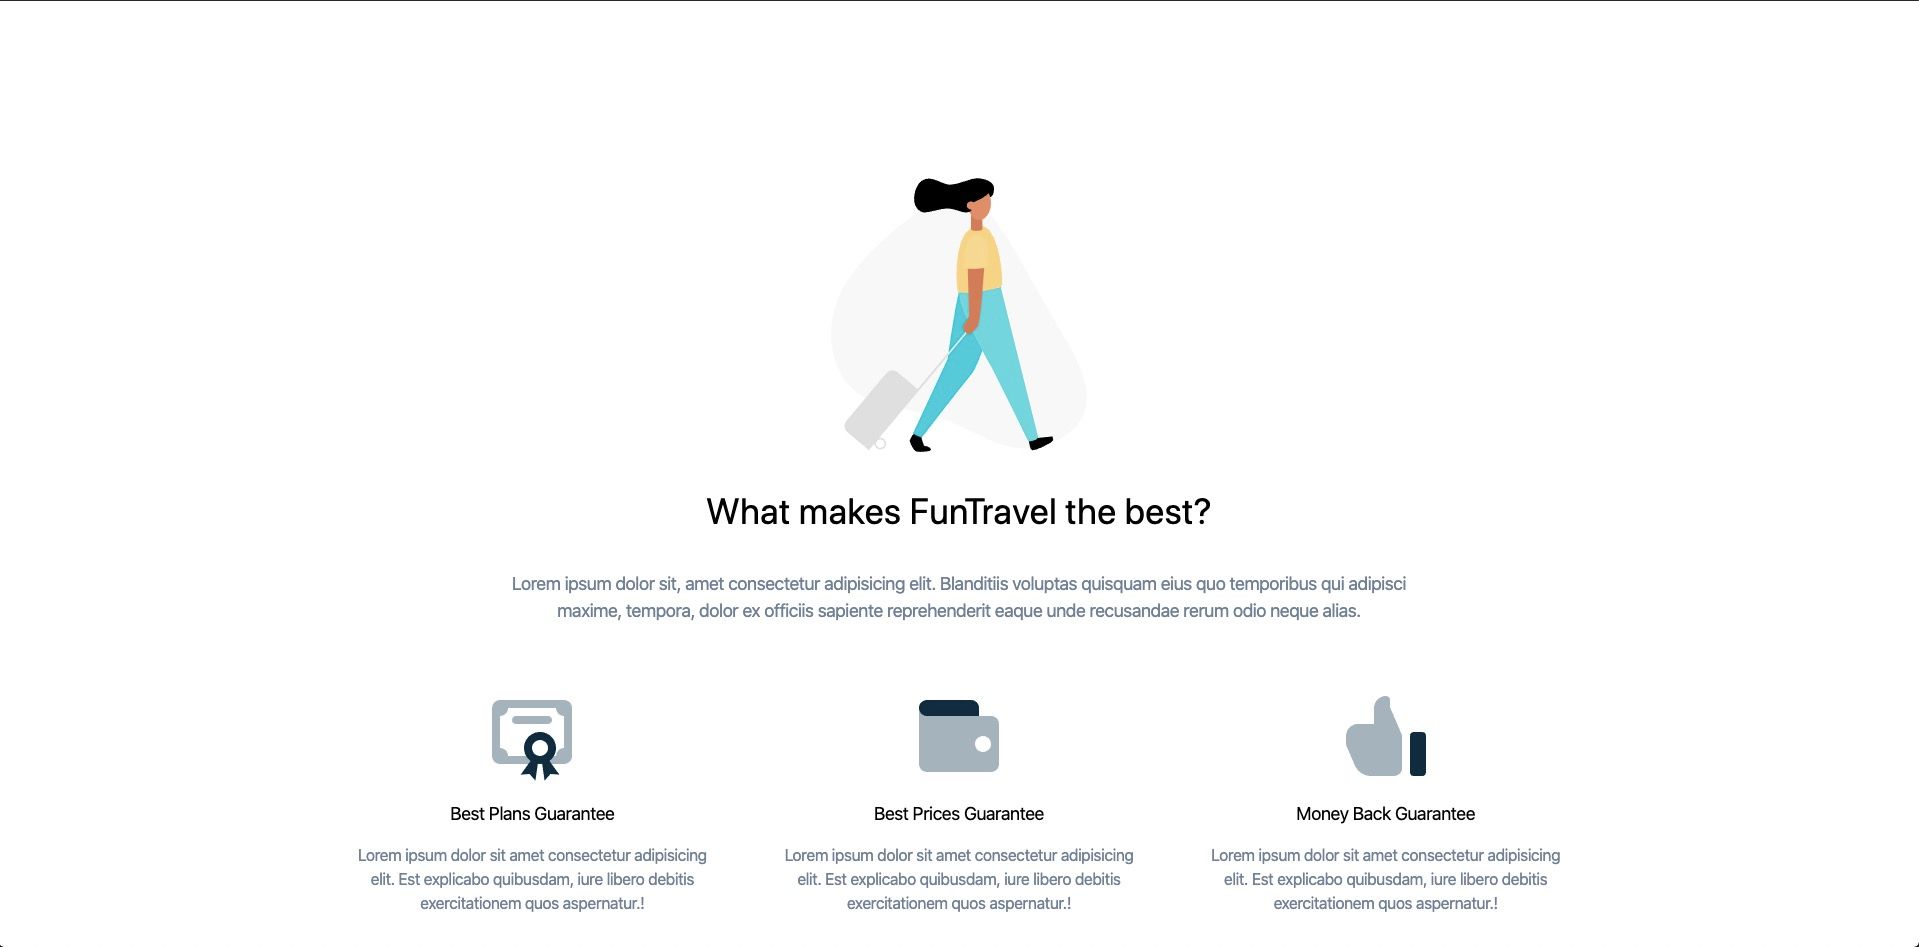 What makes FunTravel the best?
Lorem ipsum dolor sit, amet consectetur adipisicing elit. Blanditiis voluptas quisquam eius quo temporibus qui adipisci
maxime, tempora, dolor ex officiis sapiente reprehenderit eaque unde recusandae rerum odio neque alias.
Best Plans Guarantee
Lorem ipsum dolor sit amet consectetur adipisicing
elit. Est explicabo quibusdam, iure libero debitis
exercitationem quos aspernatur.!
Best Prices Guarantee
Lorem ipsum dolor sit amet consectetur adipisicing
elit. Est explicabo quibusdam, iure libero debitis
exercitationem quos aspernatur.!
Money Back Guarantee
Lorem ipsum dolor sit amet consectetur adipisicing
elit. Est explicabo quibusdam, iure libero debitis
exercitationem quos aspernatur.!